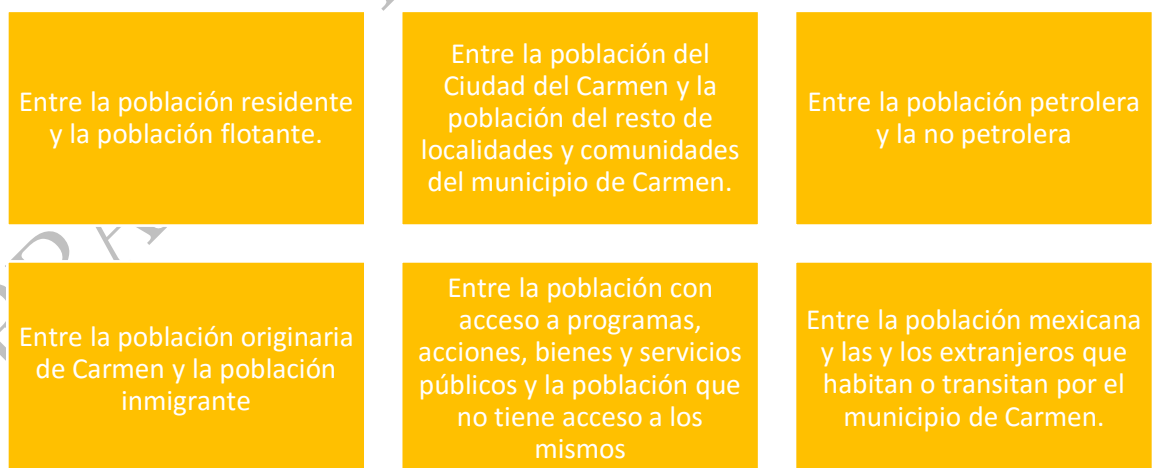 Entre la población residente
y la población flotante.
Entre la población del
Ciudad del Carmen y la
población del resto de
localidades y comunidades
del municipio de Carmen.
Entre la población petrolera
y la no petrolera
Entre la población originaria
de Carmen y la población
inmigrante
Entre la población con
acceso a programas,
acciones, bienes y servicios
públicos y la población que
no tiene acceso a los
mismos
Entre la población mexicana
y las y los extranjeros que
habitan o transitan por el
municipio de Carmen.